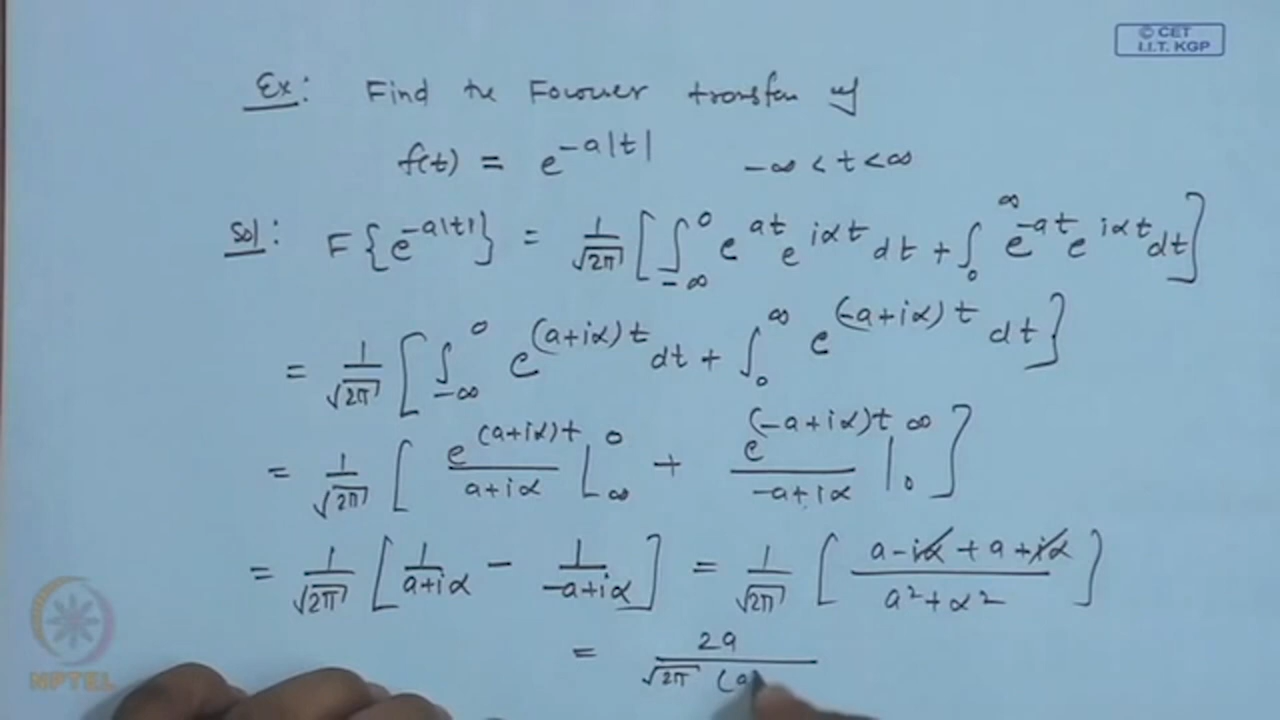 © CET
I.I.T. KGP
Ex: Find the Fourier transfom of
f(t) = e^{-a|t|} -∞ < t < ∞
Sol: F{e^{-a|t|}} = 1/√(2π) [∫_{-∞}^{0} e^{at} e^{iαt} dt + ∫_{0}^{∞} e^{-at} e^{iαt} dt]
= 1/√(2π) [∫_{-∞}^{0} e^{(a+iα)t} dt + ∫_{0}^{∞} e^{(-a+iα)t} dt]
= 1/√(2π) [e^{(a+iα)t}/(a+iα) |_{∞}^{0} + e^{(-a+iα)t}/(-a+iα) |_{0}^{∞}]
= 1/√(2π) [1/(a+iα) - 1/(-a+iα)] = 1/√(2π) [(a-iα+a+iα)/(a²+α²)]
= 2a/(√(2π) (a
NPTEL